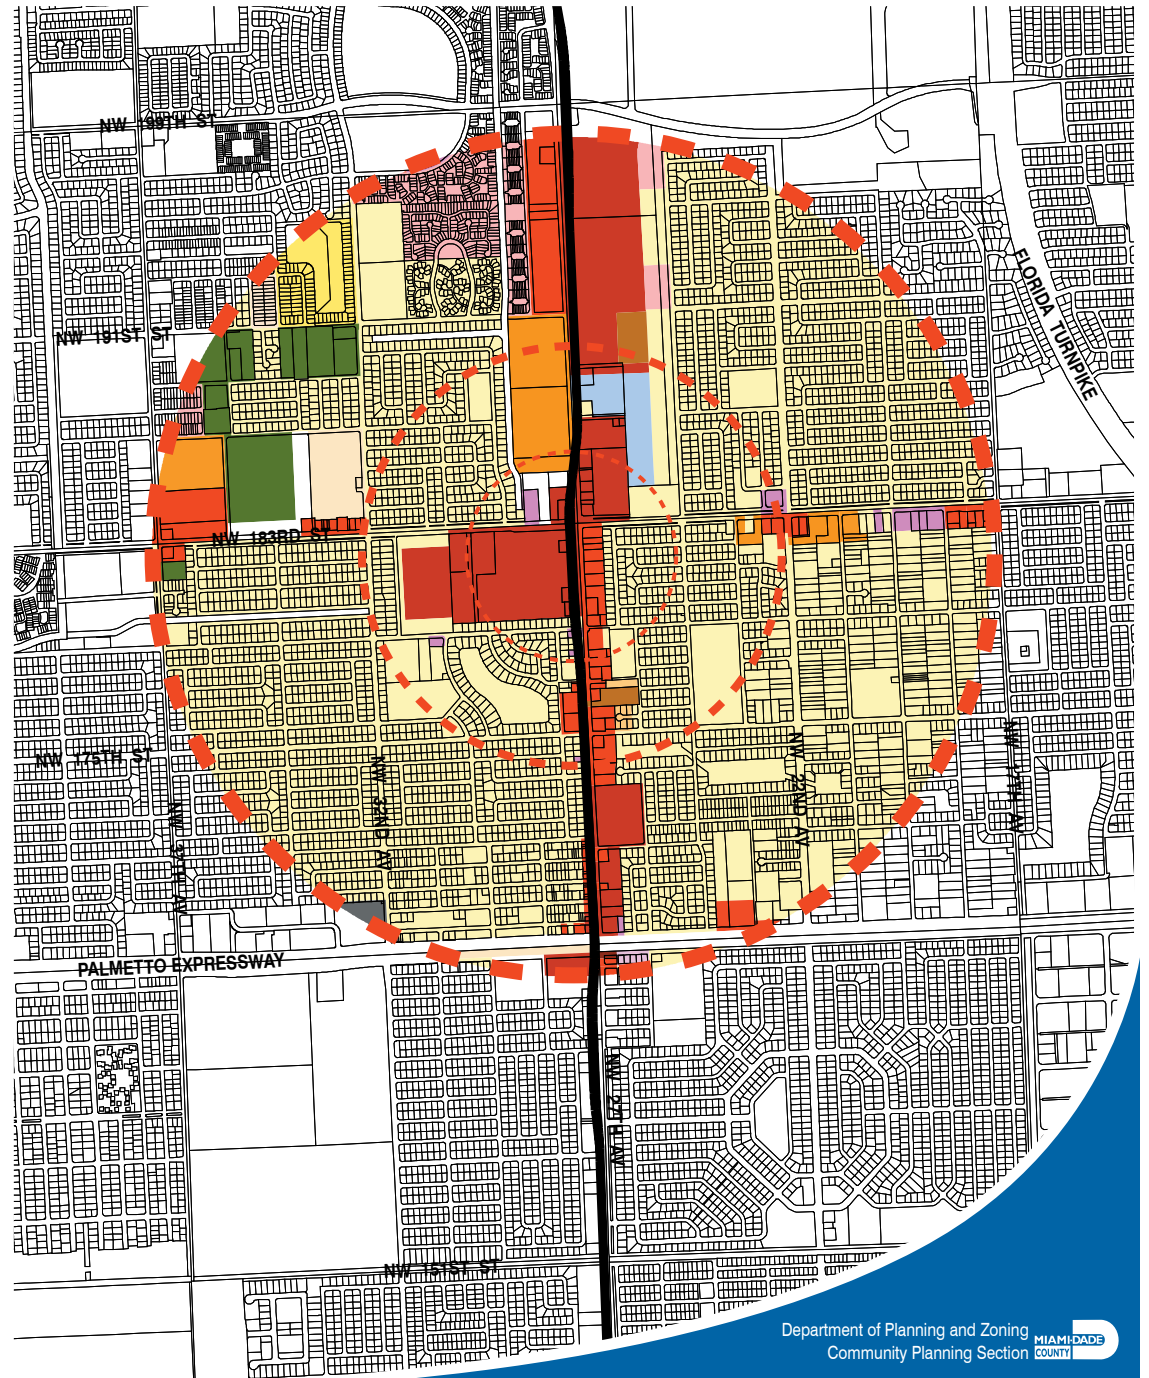 NW 199TH ST
FLORIDA TURNPIKE
NW 191ST ST
NW 183RD ST
NW 175TH ST
NW 37TH AV
NW 32ND AV
NW 22ND AV
NW 17TH AV
PALMETTO EXPRESSWAY
NW 27TH AV
NW 151ST ST
Department of Planning and Zoning
Community Planning Section
MIAMI-DADE
COUNTY